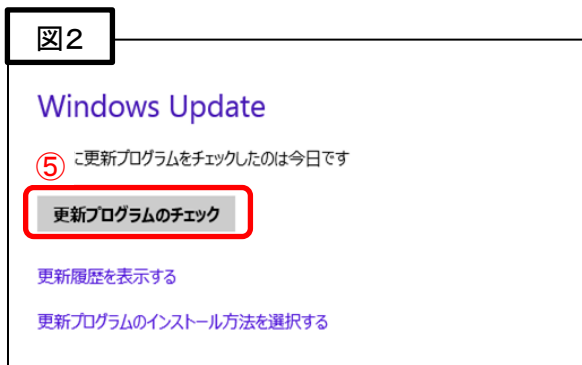 図2
Windows Update
⑤ に更新プログラムをチェックしたのは今日です
更新プログラムのチェック
更新履歴を表示する
更新プログラムのインストール方法を選択する